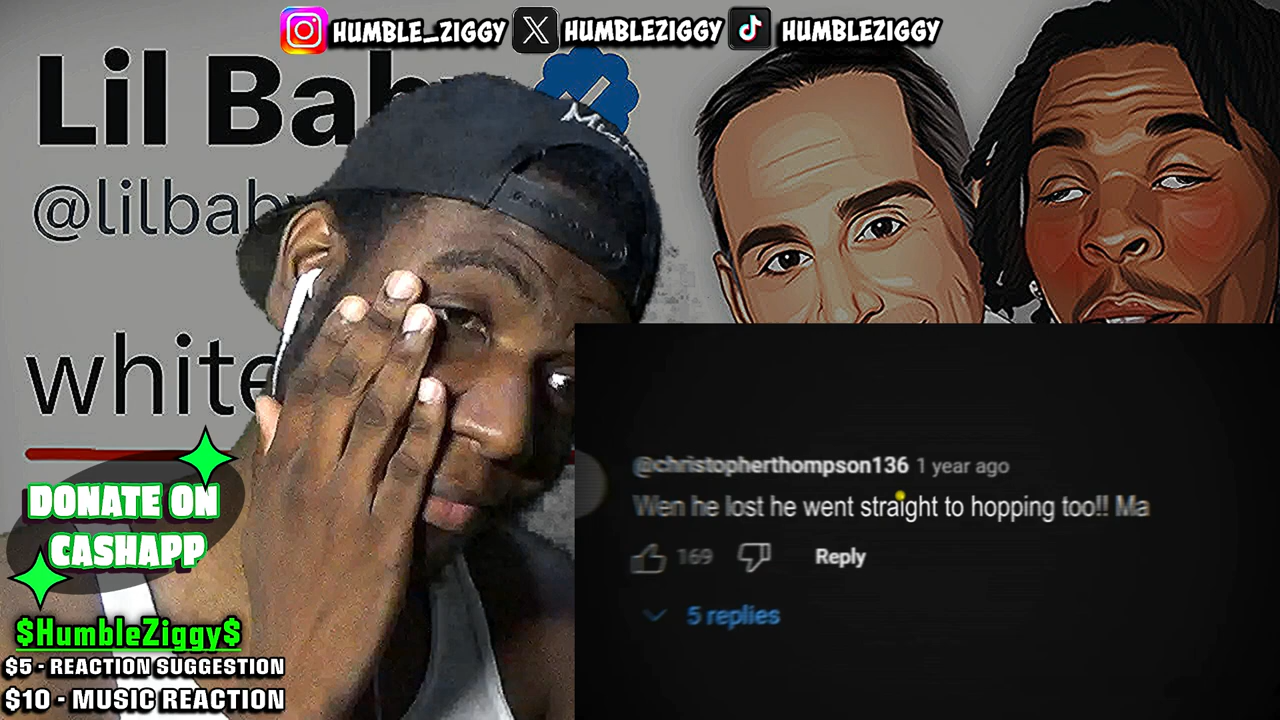 HUMBLE_ZIGGY HUMBLEZIGGY HUMBLEZIGGY
Lil Bab
@lilbaby
white
DONATE ON
CASHAPP
$HumbleZiggy$
$5 - REACTION SUGGESTION
$10 - MUSIC REACTION
@christopherthompson136 1 year ago
Wen he lost he went straight to hopping too!! Ma
169 Reply
5 replies